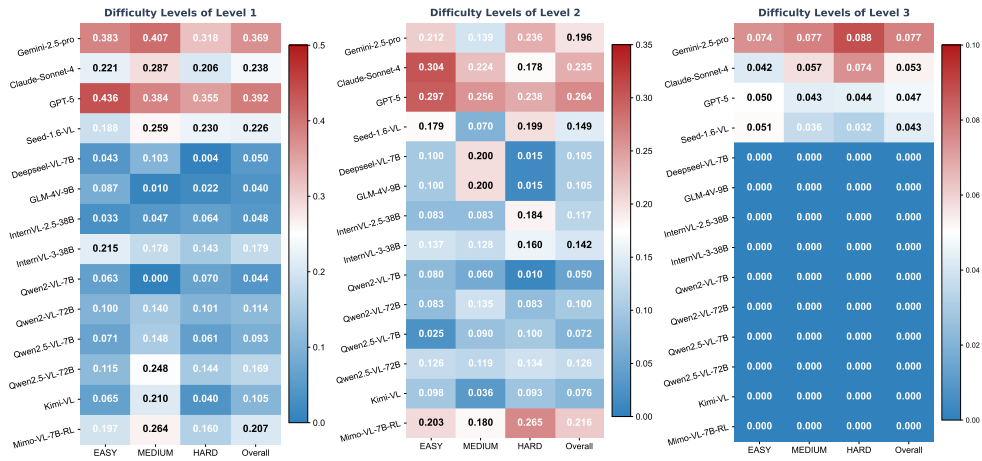 Difficulty Levels of Level 1
Gemini-2.5-pro 0.383 0.407 0.318 0.369
Claude-Sonnet-4 0.221 0.287 0.206 0.238
GPT-5 0.436 0.384 0.355 0.392
Seed-1.6-VL 0.188 0.259 0.230 0.226
Deepseel-VL-7B 0.043 0.103 0.004 0.050
GLM-4V-9B 0.087 0.010 0.022 0.040
InternVL-2.5-38B 0.033 0.047 0.064 0.048
InternVL-3-38B 0.215 0.178 0.143 0.179
Qwen2-VL-7B 0.063 0.000 0.070 0.044
Qwen2-VL-72B 0.100 0.140 0.101 0.114
Qwen2.5-VL-7B 0.071 0.148 0.061 0.093
Qwen2.5-VL-72B 0.115 0.248 0.144 0.169
Kimi-VL 0.065 0.210 0.040 0.105
Mimo-VL-7B-RL 0.197 0.264 0.160 0.207
EASY MEDIUM HARD Overall
0.5
0.4
0.3
0.2
0.1
0.0
Difficulty Levels of Level 2
Gemini-2.5-pro 0.212 0.139 0.236 0.196
Claude-Sonnet-4 0.304 0.224 0.178 0.235
GPT-5 0.297 0.256 0.238 0.264
Seed-1.6-VL 0.179 0.070 0.199 0.149
Deepseel-VL-7B 0.100 0.200 0.015 0.105
GLM-4V-9B 0.100 0.200 0.015 0.105
InternVL-2.5-38B 0.083 0.083 0.184 0.117
InternVL-3-38B 0.137 0.128 0.160 0.142
Qwen2-VL-7B 0.080 0.060 0.010 0.050
Qwen2-VL-72B 0.083 0.135 0.083 0.100
Qwen2.5-VL-7B 0.025 0.090 0.100 0.072
Qwen2.5-VL-72B 0.126 0.119 0.134 0.126
Kimi-VL 0.098 0.036 0.093 0.076
Mimo-VL-7B-RL 0.203 0.180 0.265 0.216
EASY MEDIUM HARD Overall
0.35
0.30
0.25
0.20
0.15
0.10
0.05
0.00
Difficulty Levels of Level 3
Gemini-2.5-pro 0.074 0.077 0.088 0.077
Claude-Sonnet-4 0.042 0.057 0.074 0.053
GPT-5 0.050 0.043 0.044 0.047
Seed-1.6-VL 0.051 0.036 0.032 0.043
Deepseel-VL-7B 0.000 0.000 0.000 0.000
GLM-4V-9B 0.000 0.000 0.000 0.000
InternVL-2.5-38B 0.000 0.000 0.000 0.000
InternVL-3-38B 0.000 0.000 0.000 0.000
Qwen2-VL-7B 0.000 0.000 0.000 0.000
Qwen2-VL-72B 0.000 0.000 0.000 0.000
Qwen2.5-VL-7B 0.000 0.000 0.000 0.000
Qwen2.5-VL-72B 0.000 0.000 0.000 0.000
Kimi-VL 0.000 0.000 0.000 0.000
Mimo-VL-7B-RL 0.000 0.000 0.000 0.000
EASY MEDIUM HARD Overall
0.10
0.08
0.06
0.04
0.02
0.00